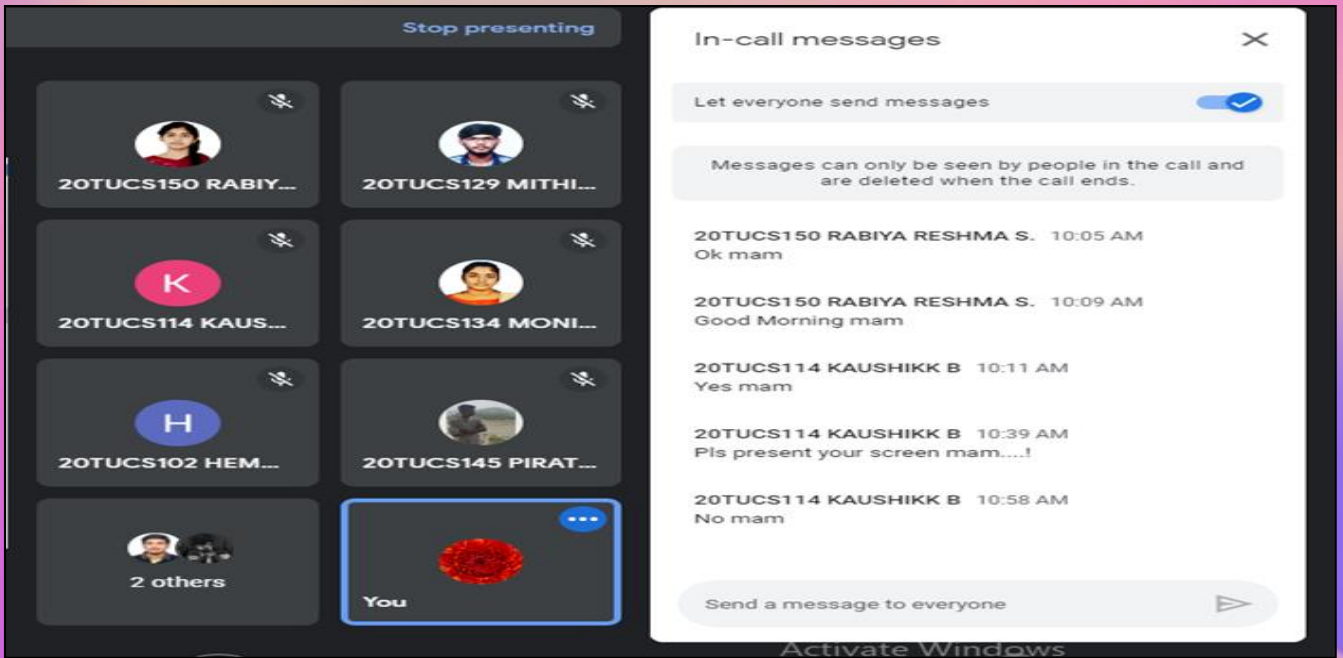 Stop presenting
20TUCS150 RABIY...
20TUCS129 MITHI...
K
20TUCS114 KAUS...
20TUCS134 MONI...
H
20TUCS102 HEM...
20TUCS145 PIRAT...
2 others
You
In-call messages
Let everyone send messages
Messages can only be seen by people in the call and
are deleted when the call ends.
20TUCS150 RABIYA RESHMA S. 10:05 AM
Ok mam
20TUCS150 RABIYA RESHMA S. 10:09 AM
Good Morning mam
20TUCS114 KAUSHIKK B 10:11 AM
Yes mam
20TUCS114 KAUSHIKK B 10:39 AM
Pls present your screen mam....!
20TUCS114 KAUSHIKK B 10:58 AM
No mam
Send a message to everyone
Activate Windows